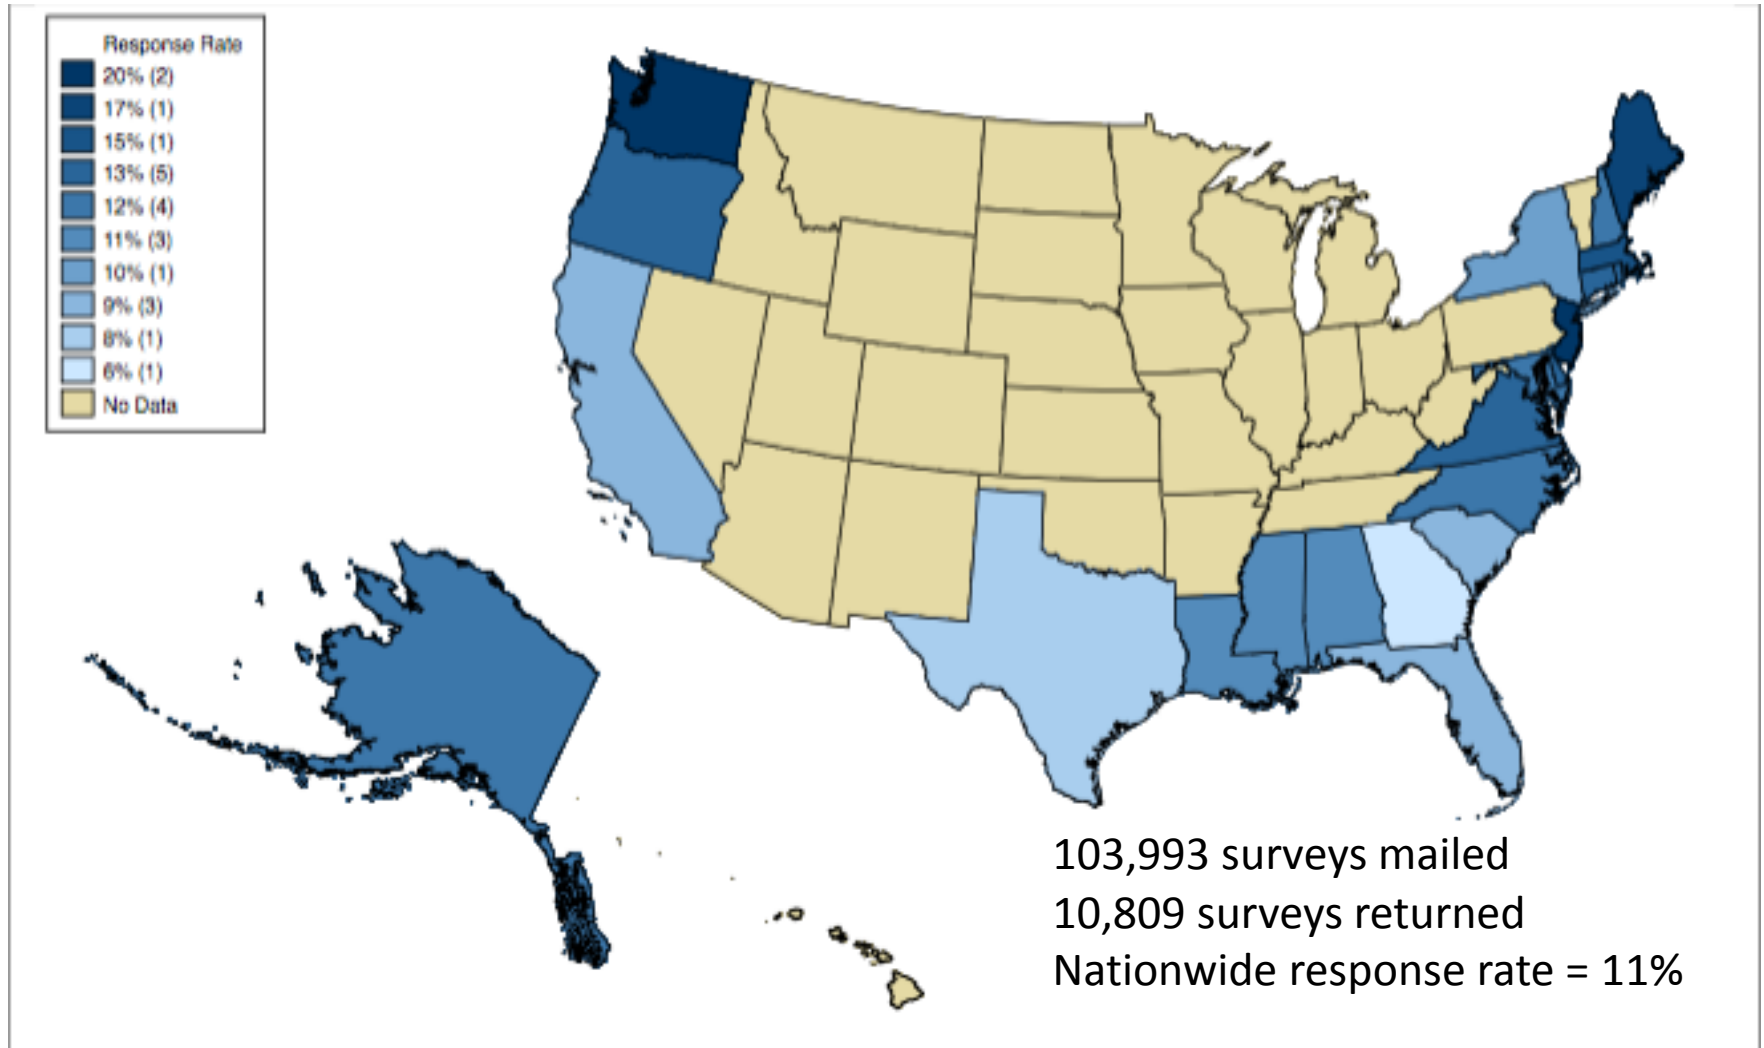 Response Rate
20% (2)
17% (1)
15% (1)
13% (5)
12% (4)
11% (3)
10% (1)
9% (3)
8% (1)
6% (1)
No Data
103,993 surveys mailed
10,809 surveys returned
Nationwide response rate = 11%